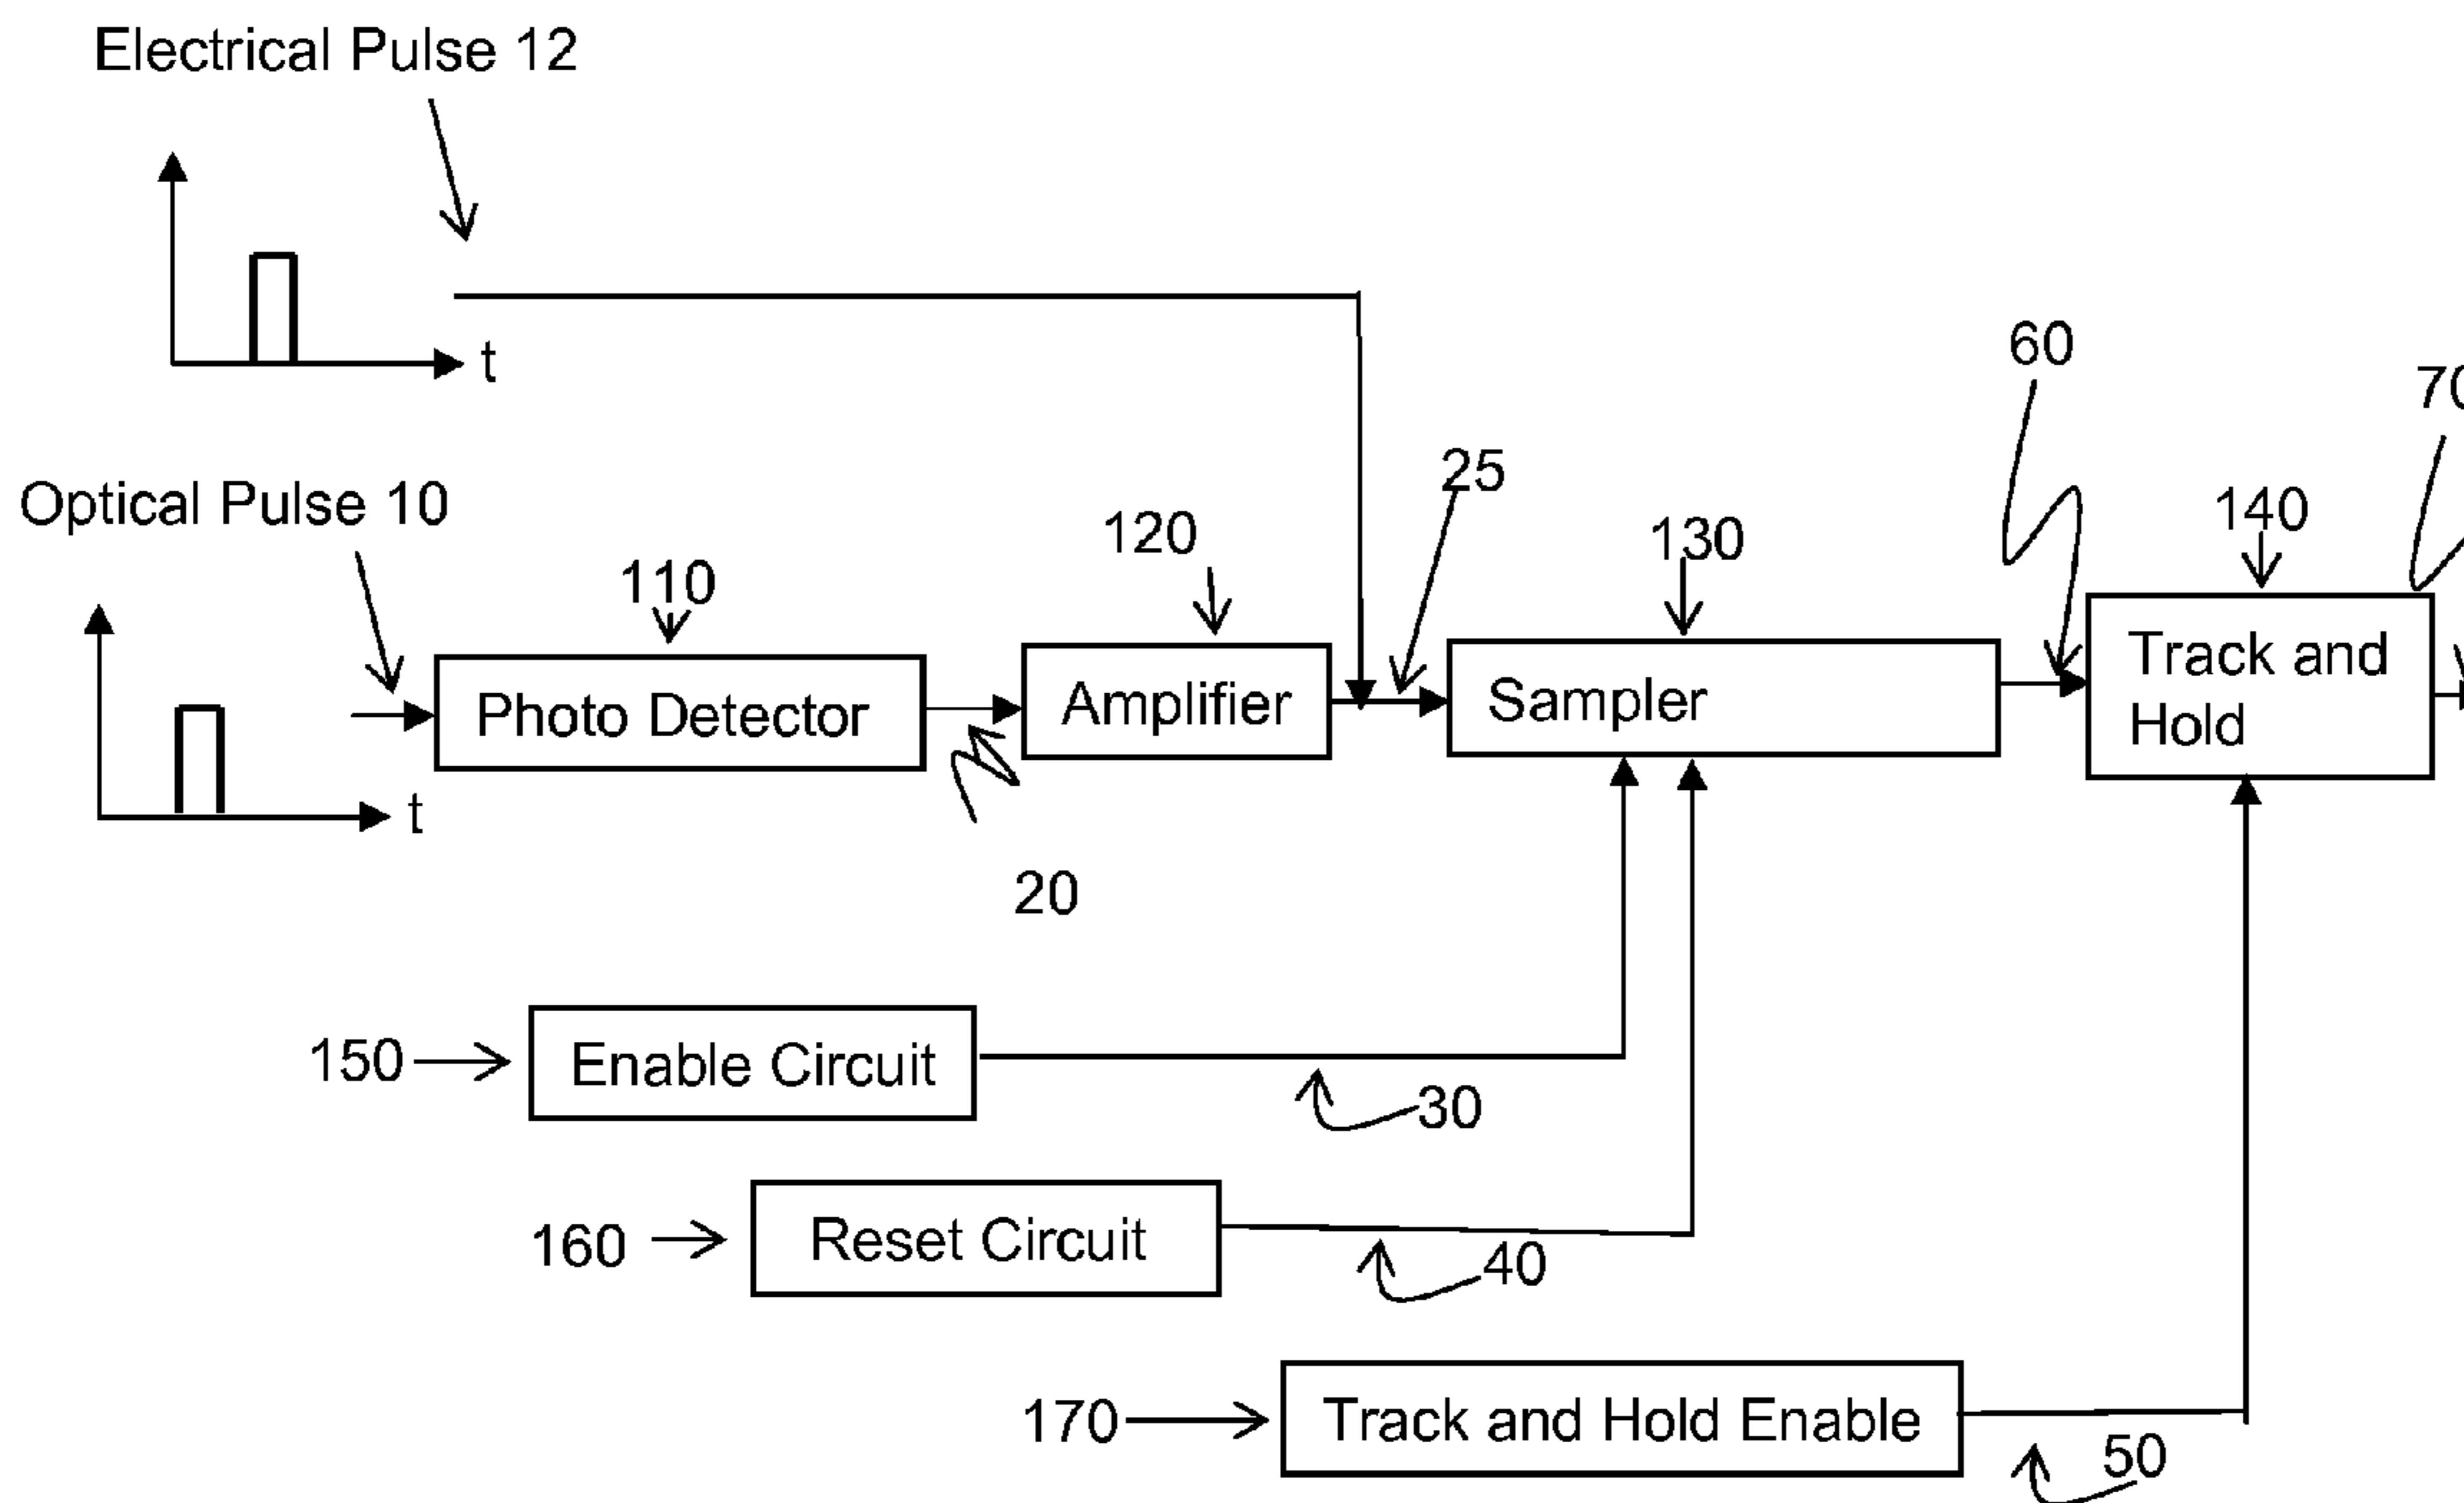 Electrical Pulse 12
t
60
25
Optical Pulse 10
140
120
130
110
Track and
Hold
Photo Detector
Amplifier
Sampler
t
20
150
Enable Circuit
30
160
Reset Circuit
40
170
Track and Hold Enable
50